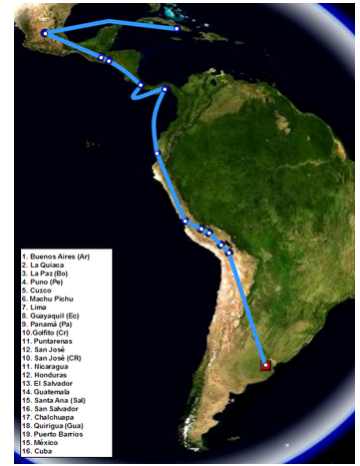 1. Buenos Aires (Ar)
2. La Quiaca
3. La Paz (Bo)
4. Puno (Pe)
5. Cuzco
6. Machu Pichu
7. Lima
8. Guayaquil (Ec)
9. Panamá (Pa)
10.Golfito (Cr)
11. Puntarenas
12. San José
10. San José (CR)
11. Nicaragua
12. Honduras
13. El Salvador
14. Guatemala
15. Santa Ana (Sal)
16. San Salvador
17. Chalchuapa
18. Quirigua (Gua)
19. Puerto Barrios
15. México
16. Cuba